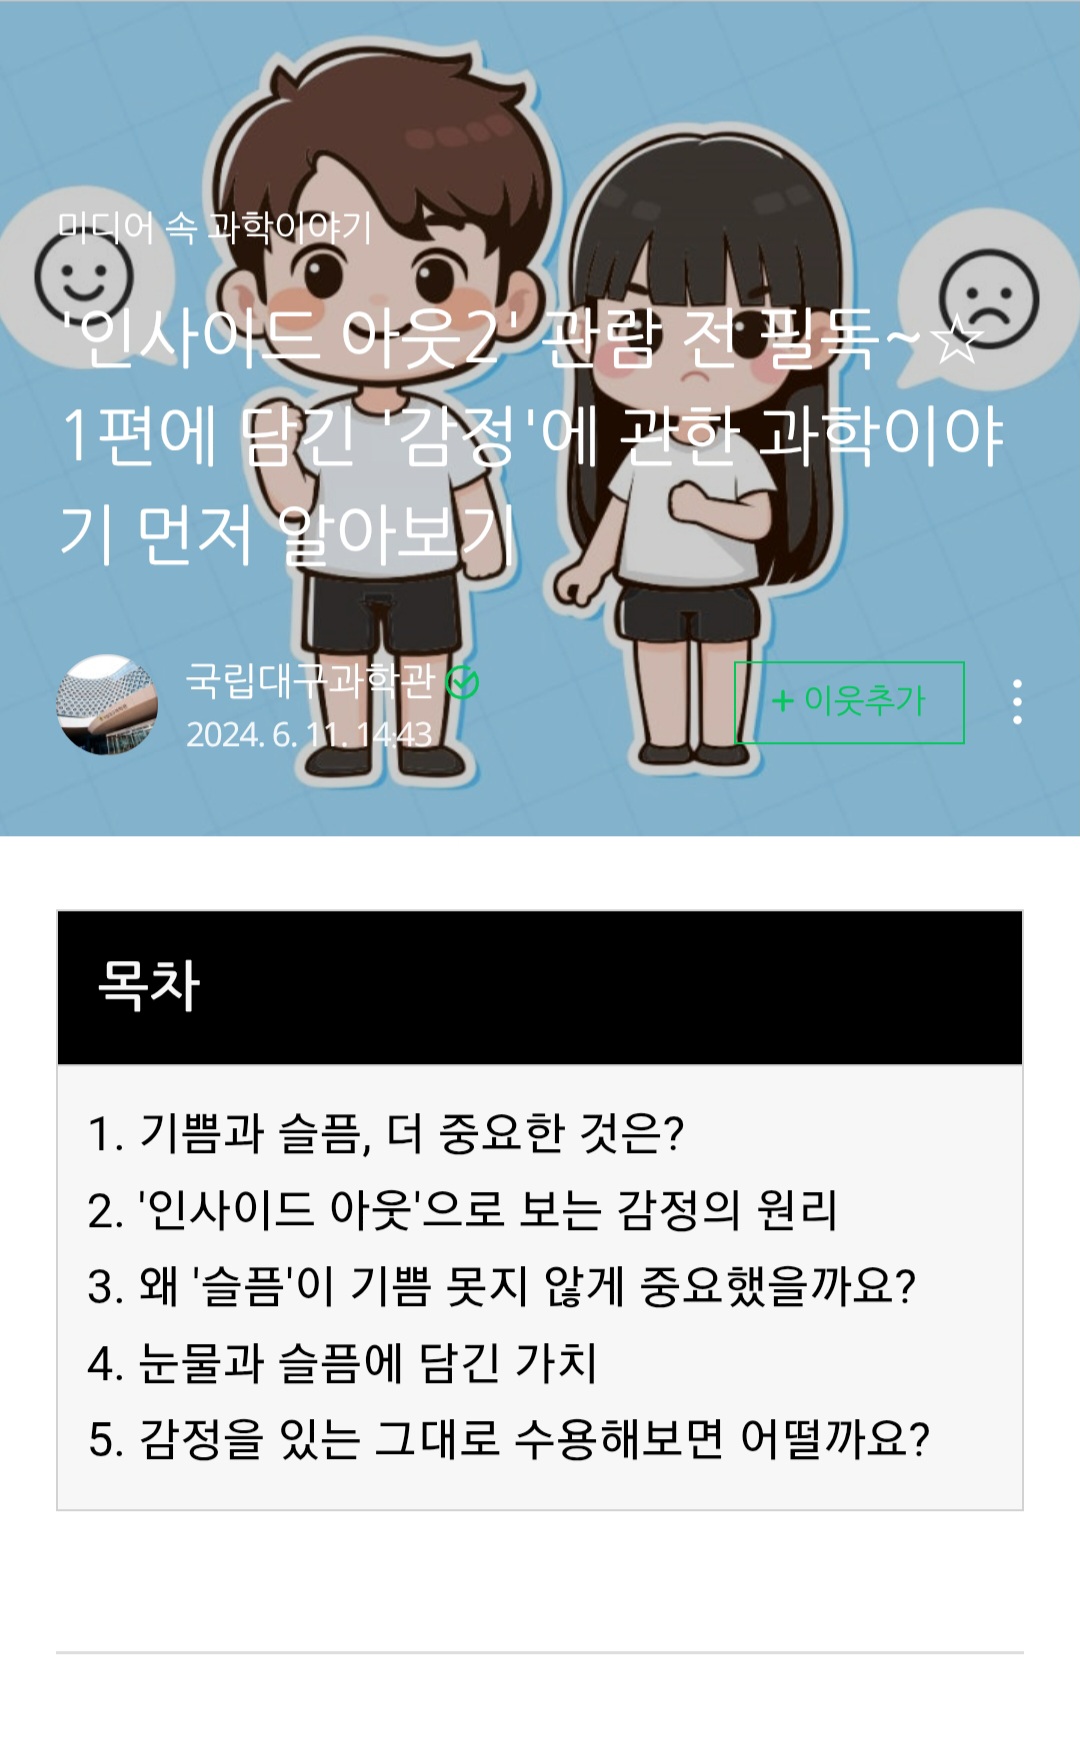 미디어 속 과학이야기
'인사이드 아웃2' 관람 전 필독~☆
1편에 담긴 '감정'에 관한 과학이야
기 먼저 알아보기
국립대구과학관
2024. 6. 11. 14:43
+ 이웃추가
목차
1. 기쁨과 슬픔, 더 중요한 것은?
2. '인사이드 아웃'으로 보는 감정의 원리
3. 왜 '슬픔'이 기쁨 못지 않게 중요했을까요?
4. 눈물과 슬픔에 담긴 가치
5. 감정을 있는 그대로 수용해보면 어떨까요?